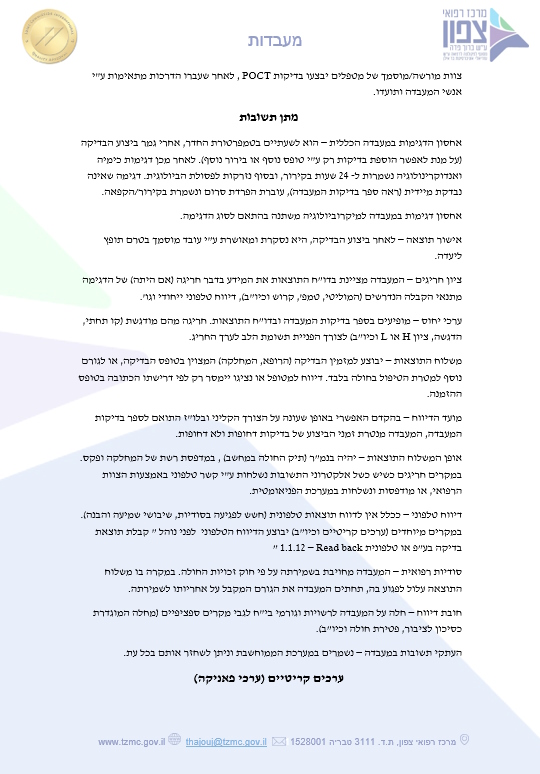 מרכז רפואי
צפון
ע״ש ברוך פדה
מעבדות
צוות מורשה/מוסמך של מטפלים יבצעו בדיקות POCT , לאחר שעברו הדרכות מתאימות ע״י
אנשי המעבדה ותועדו.
מתן תשובות
אחסון הדגימות במעבדה הכללית – הוא לשעתיים בטמפרטורת החדר, אחרי גמר ביצוע הבדיקה
(על מנת לאפשר הוספת בדיקות רק ע״י טופס נוסף או בירור נוסף). לאחר מכן דגימות כימיה
ואנדוקרינולוגיה נשמרות ל- 24 שעות בקירור, ובסוף נזרקות לפסולת הביולוגית. דגימה שאינה
נבדקת מיידית (ראה ספר בדיקות המעבדה), עוברת הפרדת סרום ונשמרת בקירור/הקפאה.
אחסון דגימות במעבדה למיקרוביולוגיה משתנה בהתאם לסוג הדגימה.
אישור תוצאה – לאחר ביצוע הבדיקה, היא נסקרת ומאושרת ע״י עובד מוסמך בטרם תופץ
ליעדה.
ציון חריגים – המעבדה מציינת בדו״ח התוצאות את המידע בדבר חריגה (אם היתה) של הדגימה
מתנאי הקבלה הנדרשים (המוליטי, טמפ׳, קרוש וכיו״ב), דיווח טלפוני ייחודי וגו׳.
ערכי יחוס – מופיעים בספר בדיקות המעבדה ובדו״ח התוצאות. חריגה מהם מודגשת (קו תחתי,
הדגשה, ציון H או L וכיו״ב) לצורך הפניית תשומת הלב לערך החריג.
משלוח התוצאות – יבוצע למזמין הבדיקה (הרופא, המחלקה) המצוין בטופס הבדיקה, או לגורם
נוסף למטרת הטיפול בחולה בלבד. דיווח למטופל או נציגו יימסר רק לפי דרישתו הכתובה בטופס
ההזמנה.
מועד הדיווח – בהקדם האפשרי באופן שעונה על הצורך הקליני ובלו״ז התואם לספר בדיקות
המעבדה, המעבדה מנטרת זמני הביצוע של בדיקות דחופות ולא דחופות.
אופן המשלוח התוצאות – יהיה בנמ״ר (תיק החולה במחשב) , במדפסת רשת של המחלקה ופקס.
במקרים חריגים כשיש כשל אלקטרוני התשובות נשלחות ע״י קשר טלפוני באמצעות הצוות
הרפואי, או מודפסות ונשלחות במערכת הפניאומטית.
דיווח טלפוני – ככלל אין לדווח תוצאות טלפונית (חשש לפגיעה בסודיות, שיבושי שמיעה והבנה).
במקרים מיוחדים (ערכים קריטיים וכיו״ב) יבוצע הדיווח הטלפוני לפני נוהל ״ קבלת תוצאת
בדיקה בע״פ או טלפונית Read back – 1.1.12 ״
סודיות רפואית – המעבדה מחויבת בשמירתה על פי חוק זכויות החולה. במקרה בו משלוח
התוצאה עלול לפגוע בה, תחתים המעבדה את הגורם המקבל על אחריותו לשמירתה.
חובת דיווח – חלה על המעבדה לרשויות וגורמי בי״ח לגבי מקרים ספציפיים (מחלה המוגדרת
כסיכון לציבור, פטירת חולה וכיו״ב).
העתקי תשובות במעבדה – נשמרים במערכת הממוחשבת וניתן לשחזר אותם בכל עת.
ערכים קריטיים (ערכי פאניקה)
מרכז רפואי צפון, ת.ד. 3111 טבריה 1528001 thajouj@tzmc.gov.il www.tzmc.gov.il